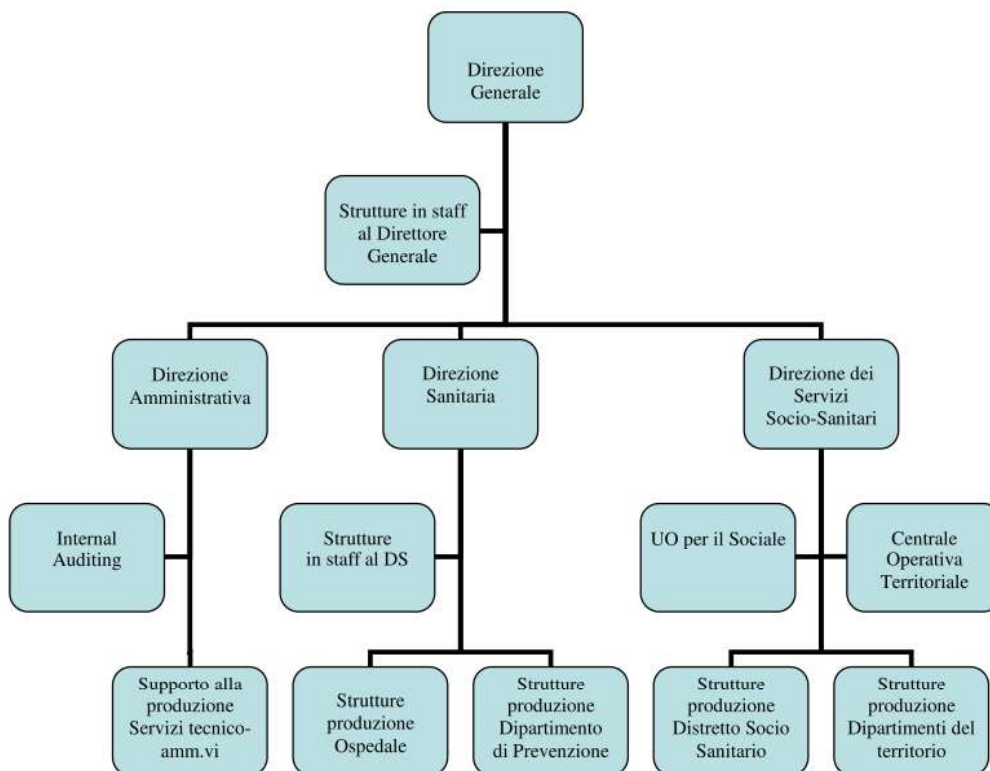 Direzione
Generale
Strutture in staff
al Direttore
Generale
Direzione
Amministrativa
Direzione
Sanitaria
Direzione dei
Servizi
Socio-Sanitari
Internal
Auditing
Strutture
in staff al DS
UO per il Sociale
Centrale
Operativa
Territoriale
Supporto alla
produzione
Servizi tecnico-
amm.vi
Strutture
produzione
Ospedale
Strutture
produzione
Dipartimento
di Prevenzione
Strutture
produzione
Distretto Socio
Sanitario
Strutture
produzione
Dipartimenti del
territorio